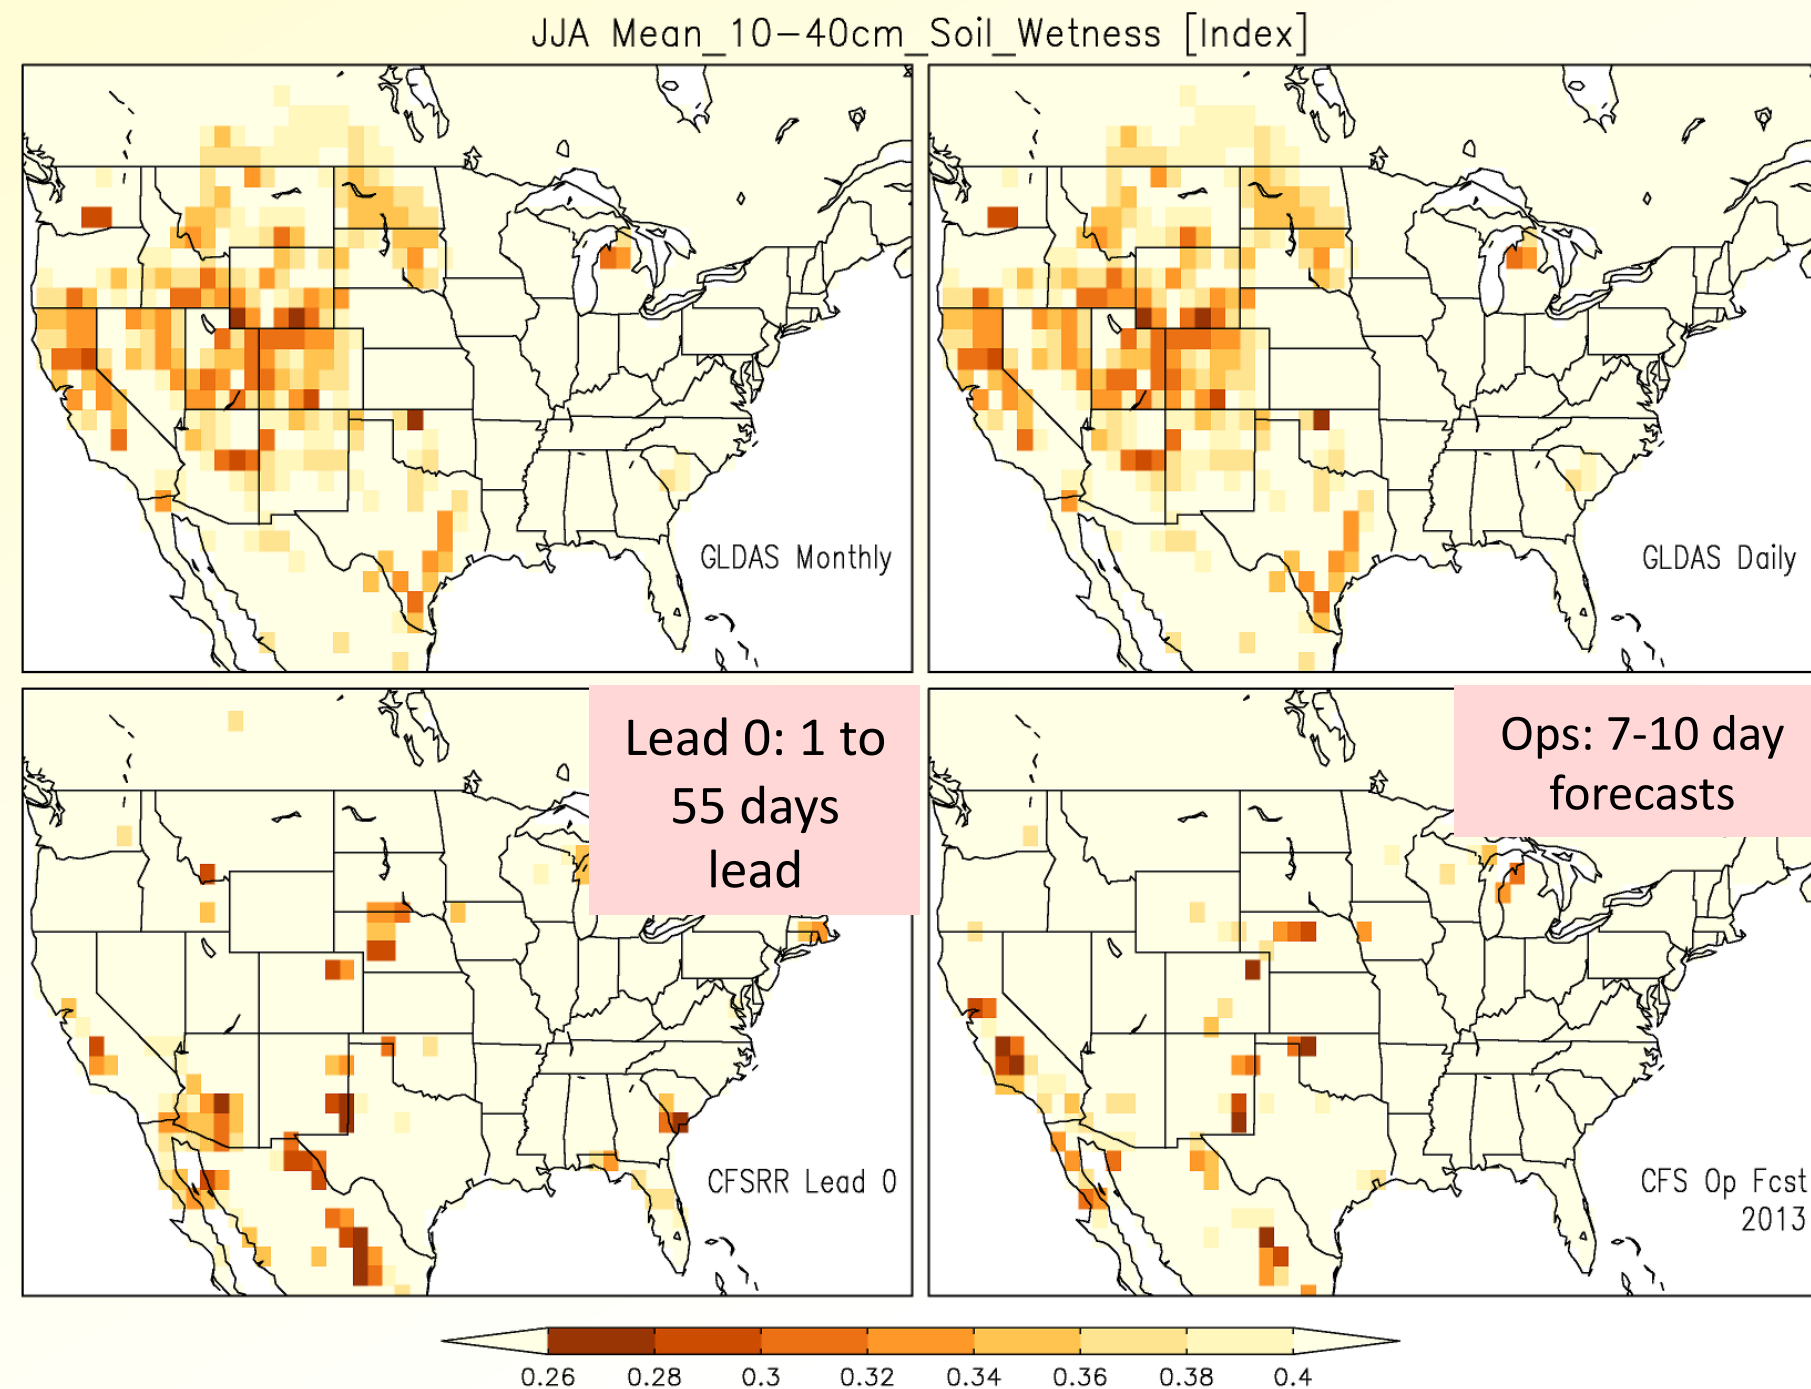 JJA Mean_10-40cm_Soil_Wetness [Index]
GLDAS Monthly
GLDAS Daily
Lead 0: 1 to
55 days
lead
CFSRR Lead 0
Ops: 7-10 day
forecasts
CFS Op Fcst
2013
0.26 0.28 0.3 0.32 0.34 0.36 0.38 0.4